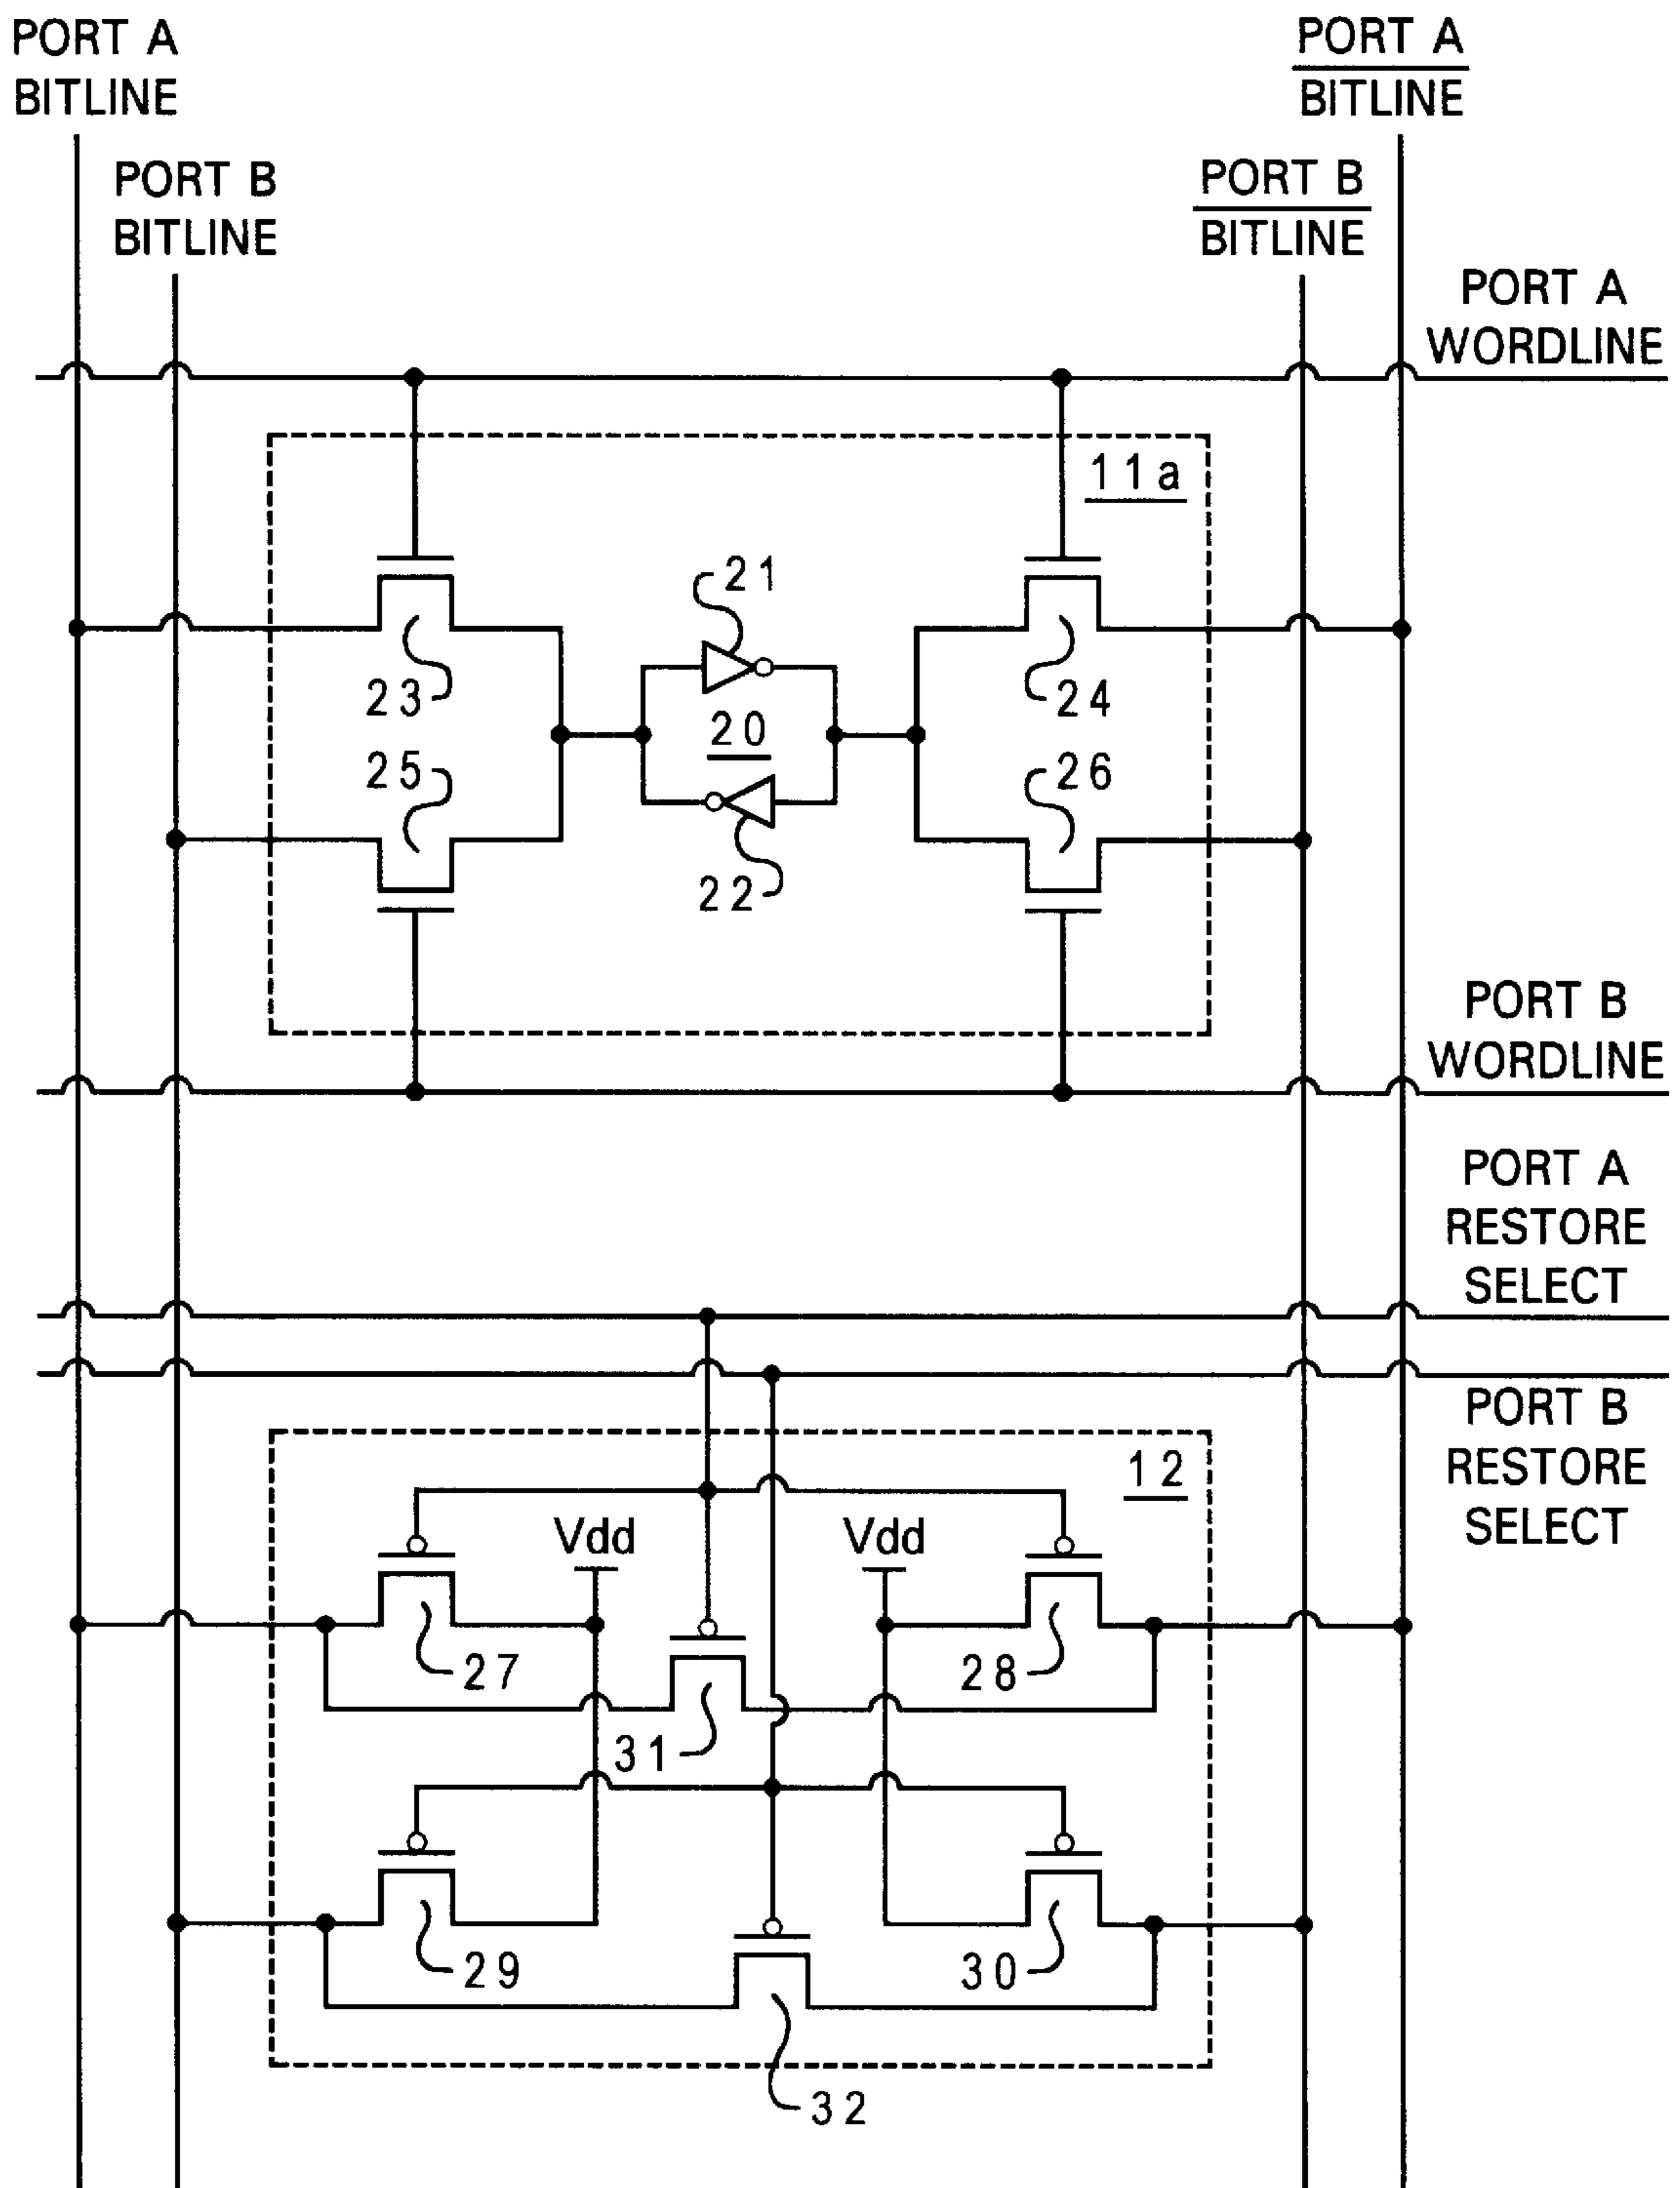 PORT A
BITLINE
PORT A
BITLINE
PORT B
BITLINE
PORT B
BITLINE
PORT A
WORDLINE
11a
21
23
20
24
25
26
22
PORT B
WORDLINE
PORT A
RESTORE
SELECT
PORT B
RESTORE
SELECT
12
Vdd
Vdd
27
28
31
29
30
32